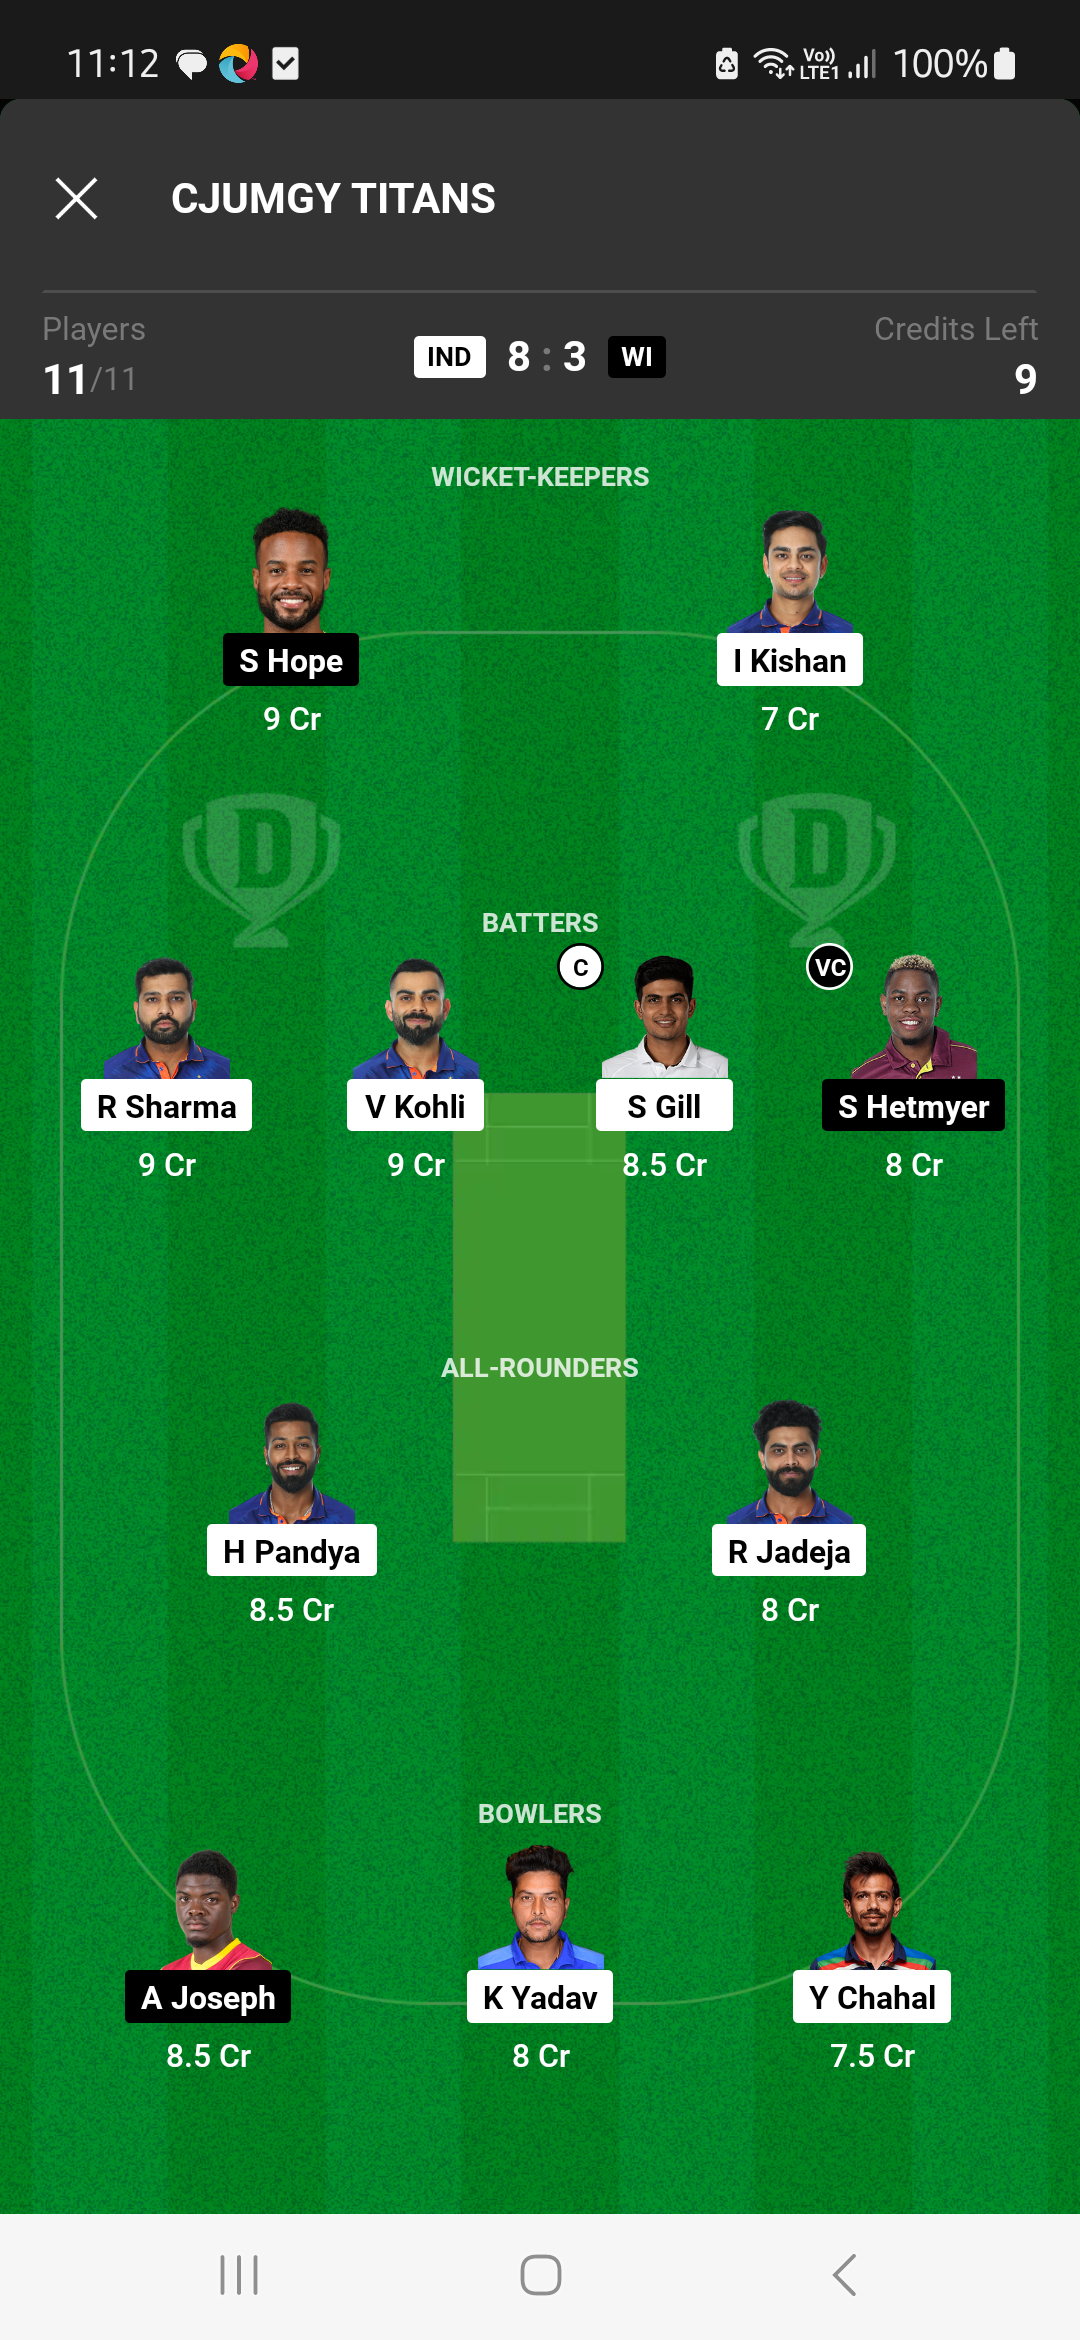 11:12
Vo))
LTE1
100%
CJUMGY TITANS
Players
11/11
IND 8 : 3 WI
Credits Left
9
WICKET-KEEPERS
S Hope
9 Cr
I Kishan
7 Cr
D
D
BATTERS
R Sharma
9 Cr
V Kohli
9 Cr
C
S Gill
8.5 Cr
VC
S Hetmyer
8 Cr
ALL-ROUNDERS
H Pandya
8.5 Cr
R Jadeja
8 Cr
BOWLERS
A Joseph
8.5 Cr
K Yadav
8 Cr
Y Chahal
7.5 Cr